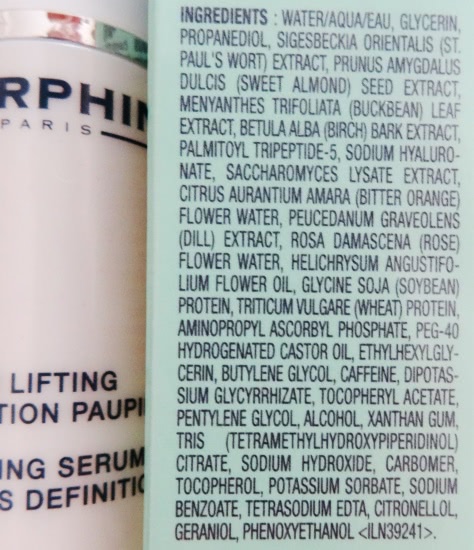 RPHIN
PARIS
LIFTING
TION PAUPI
NG SERUM
S DEFINITIO
INGREDIENTS : WATER/AQUA/EAU, GLYCERIN,
PROPANEDIOL, SIGESBECKIA ORIENTALIS (ST.
PAUL'S WORT) EXTRACT, PRUNUS AMYGDALUS
DULCIS (SWEET ALMOND) SEED EXTRACT,
MENYANTHES TRIFOLIATA (BUCKBEAN) LEAF
EXTRACT, BETULA ALBA (BIRCH) BARK EXTRACT,
PALMITOYL TRIPEPTIDE-5, SODIUM HYALURO-
NATE, SACCHAROMYCES LYSATE EXTRACT,
CITRUS AURANTIUM AMARA (BITTER ORANGE)
FLOWER WATER, PEUCEDANUM GRAVEOLENS
(DILL) EXTRACT, ROSA DAMASCENA (ROSE)
FLOWER WATER, HELICHRYSUM ANGUSTIFO-
LIUM FLOWER OIL, GLYCINE SOJA (SOYBEAN)
PROTEIN, TRITICUM VULGARE (WHEAT) PROTEIN,
AMINOPROPYL ASCORBYL PHOSPHATE, PEG-40
HYDROGENATED CASTOR OIL, ETHYLHEXYLGLY-
CERIN, BUTYLENE GLYCOL, CAFFEINE, DIPOTAS-
SIUM GLYCYRRHIZATE, TOCOPHERYL ACETATE,
PENTYLENE GLYCOL, ALCOHOL, XANTHAN GUM,
TRIS (TETRAMETHYLHYDROXYPIPERIDINOL)
CITRATE, SODIUM HYDROXIDE, CARBOMER,
TOCOPHEROL, POTASSIUM SORBATE, SODIUM
BENZOATE, TETRASODIUM EDTA, CITRONELLOL,
GERANIOL, PHENOXYETHANOL <ILN39241>.